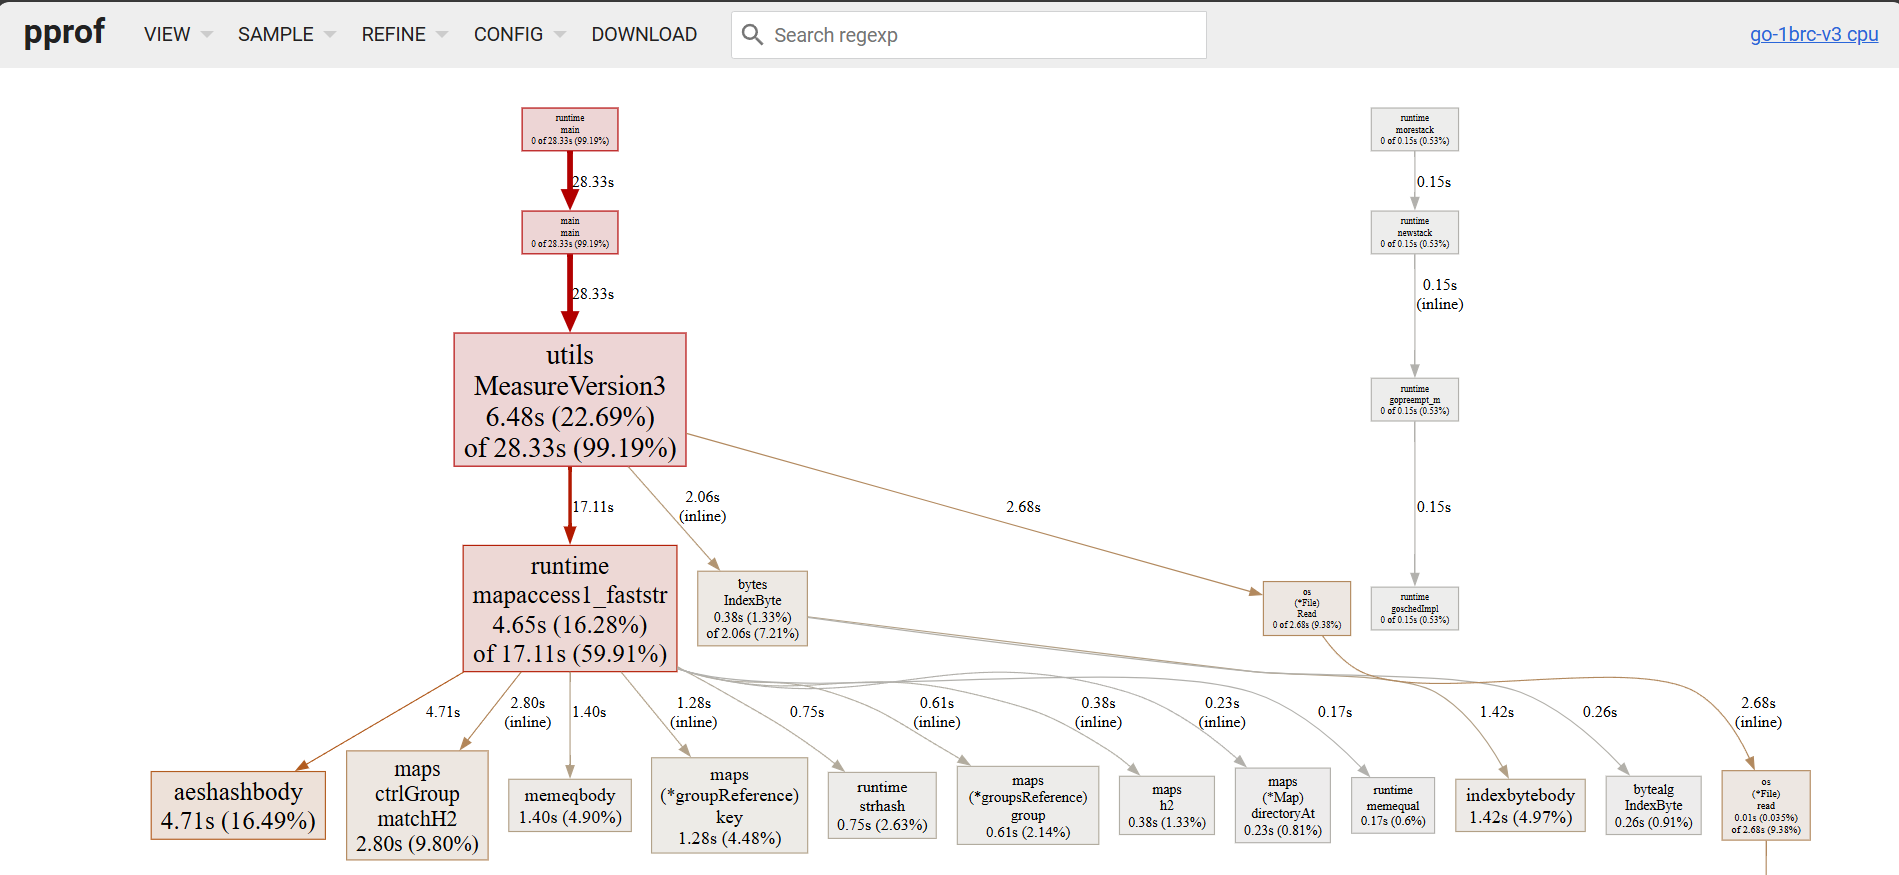 pprof VIEW SAMPLE REFINE CONFIG DOWNLOAD Search regexp go-1brc-v3 cpu
runtime
main
0 of 28.33s (99.19%)
runtime
morestack
0 of 0.15s (0.53%)
28.33s
0.15s
main
main
0 of 28.33s (99.19%)
runtime
newstack
0 of 0.15s (0.53%)
28.33s
0.15s
(inline)
utils
MeasureVersion3
6.48s (22.69%)
of 28.33s (99.19%)
runtime
gopreempt_m
0 of 0.15s (0.53%)
17.11s
2.06s
(inline)
2.68s
0.15s
runtime
mapaccess1_faststr
4.65s (16.28%)
of 17.11s (59.91%)
bytes
IndexByte
0.38s (1.33%)
of 2.06s (7.21%)
os
(*File)
Read
0 of 2.68s (9.38%)
runtime
goschedImpl
0 of 0.15s (0.53%)
4.71s
2.80s
(inline)
1.40s
1.28s
(inline)
0.75s
0.61s
(inline)
0.38s
(inline)
0.23s
(inline)
0.17s
1.42s
0.26s
2.68s
(inline)
aeshashbody
4.71s (16.49%)
maps
ctrlGroup
matchH2
2.80s (9.80%)
memeqbody
1.40s (4.90%)
maps
(*groupReference)
key
1.28s (4.48%)
runtime
strhash
0.75s (2.63%)
maps
(*groupsReference)
group
0.61s (2.14%)
maps
h2
0.38s (1.33%)
maps
(*Map)
directoryAt
0.23s (0.81%)
runtime
memequal
0.17s (0.6%)
indexbytebody
1.42s (4.97%)
bytealg
IndexByte
0.26s (0.91%)
os
(*File)
read
0.01s (0.035%)
of 2.68s (9.38%)